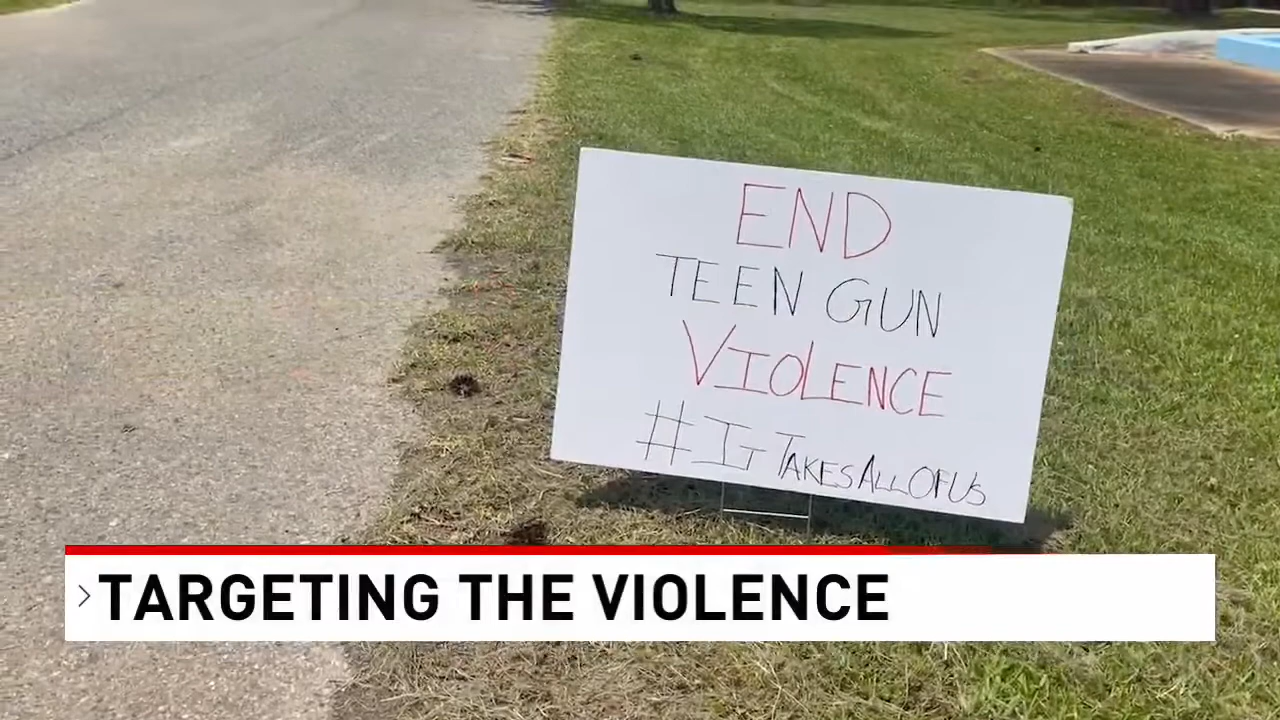 END
TEEN GUN
VIOLENCE
#ITTAKESALLOFUS
TARGETING THE VIOLENCE